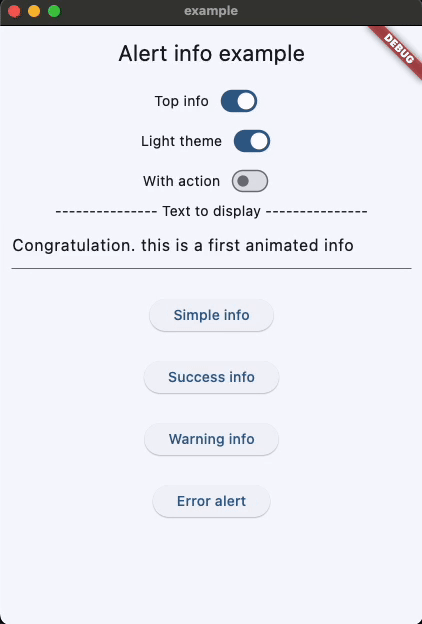 example
DEBUG
Alert info example
Top info
Light theme
With action
--------------- Text to display ---------------
Congratulation. this is a first animated info
Simple info
Success info
Warning info
Error alert